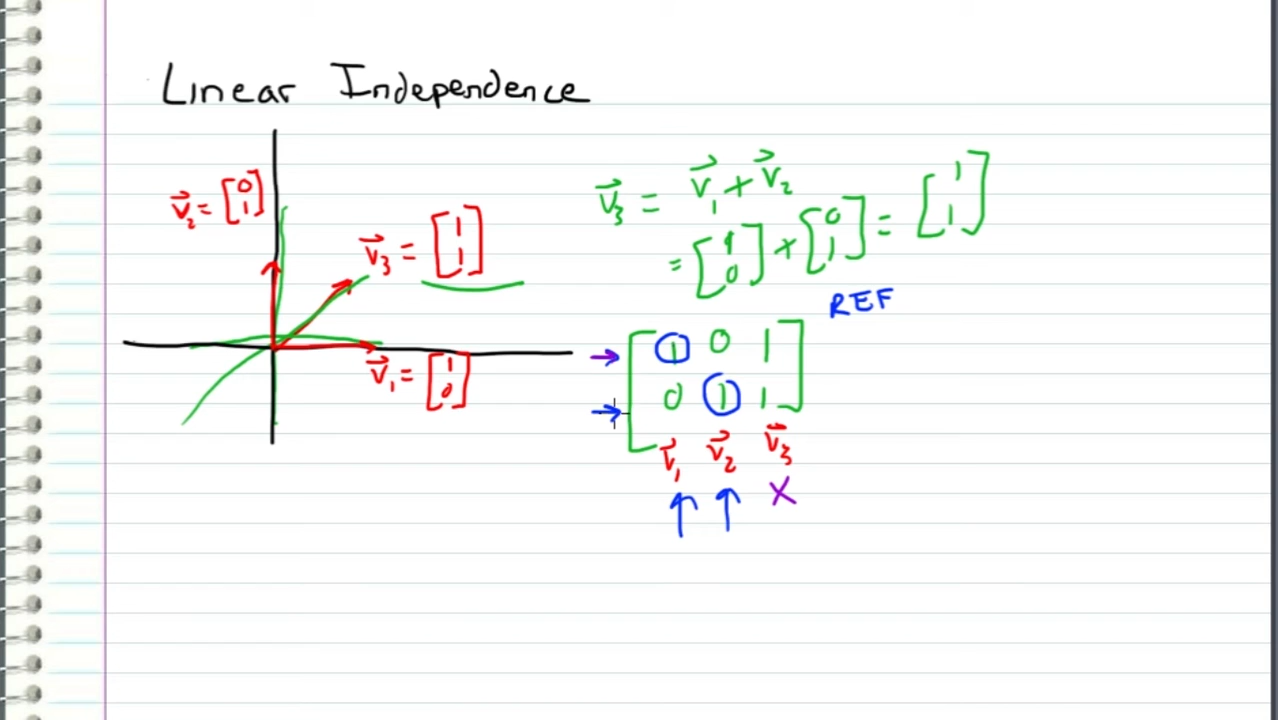 Linear Independence
v⃗₂ = [0 1]
v⃗₃ = [1 1]
v⃗₁ = [1 0]
v⃗₃ = v⃗₁ + v⃗₂
= [1 0] + [0 1] = [1 1]
REF
1 0 1
0 1 1
v⃗₁ v⃗₂ v⃗₃
X